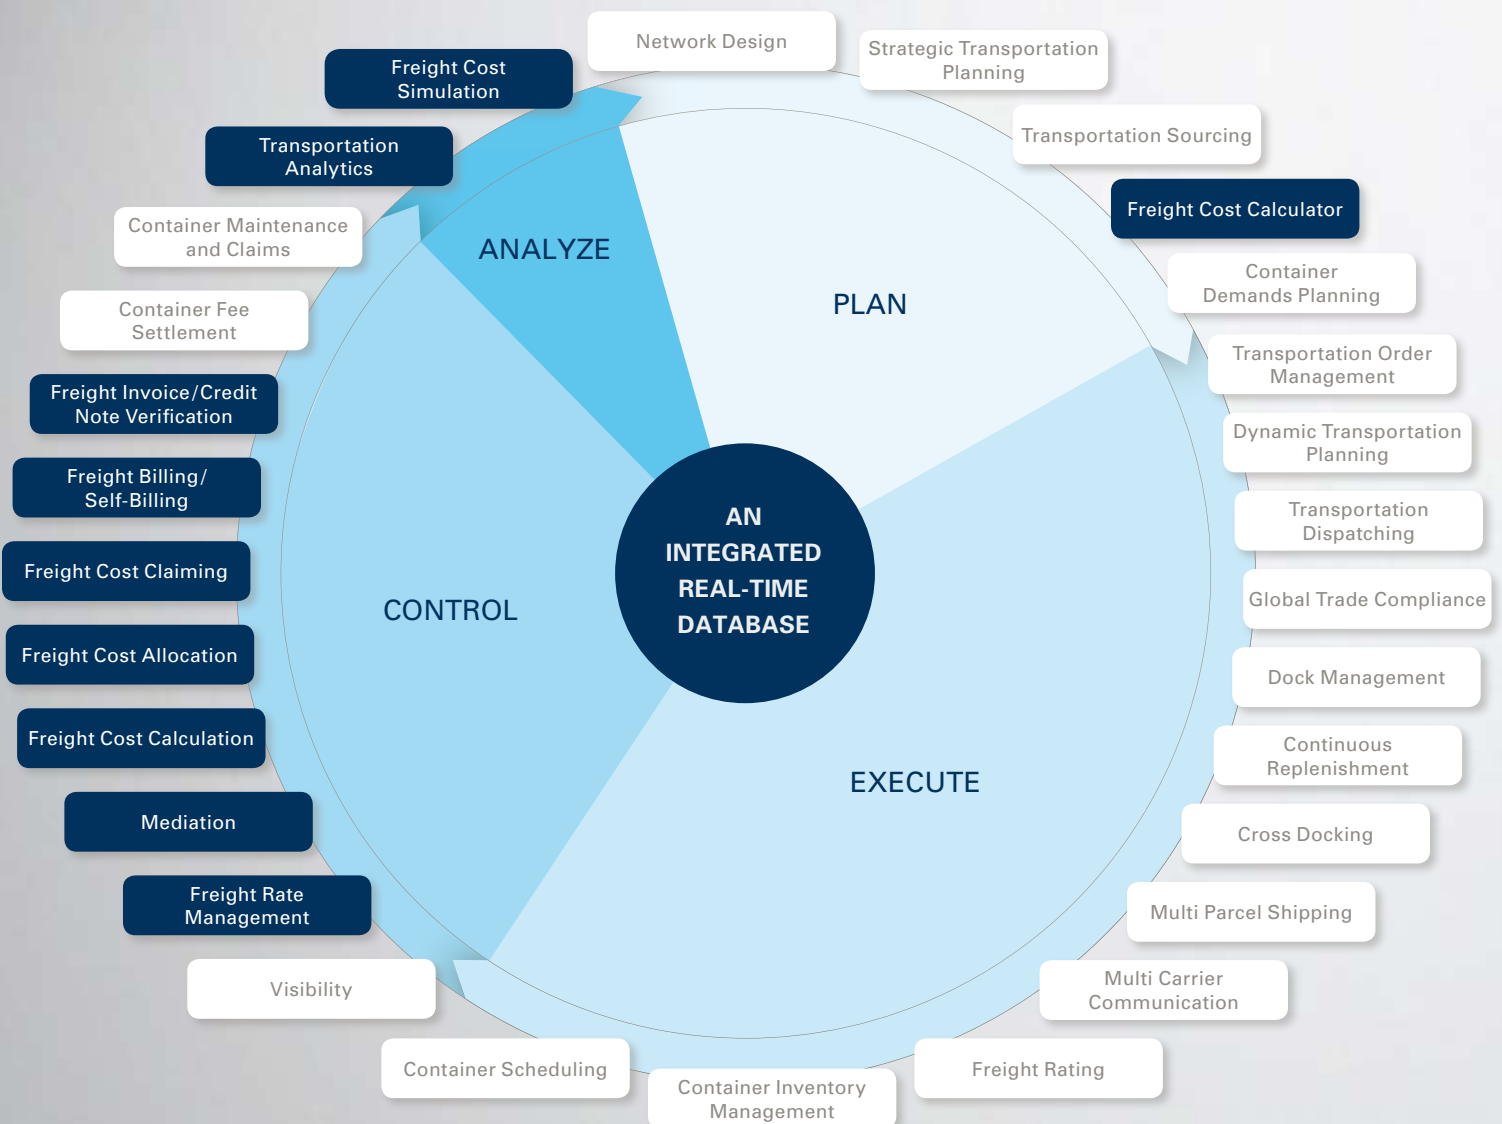 Network Design
Strategic Transportation
Planning
Transportation Sourcing
Freight Cost Calculator
Container
Demands Planning
Transportation Order
Management
Dynamic Transportation
Planning
Transportation
Dispatching
Global Trade Compliance
Dock Management
Continuous
Replenishment
Cross Docking
Multi Parcel Shipping
Multi Carrier
Communication
Freight Rating
Container Inventory
Management
Container Scheduling
Visibility
Freight Rate
Management
Mediation
Freight Cost Calculation
Freight Cost Allocation
Freight Cost Claiming
Freight Billing/
Self-Billing
Freight Invoice/Credit
Note Verification
Container Fee
Settlement
Container Maintenance
and Claims
Transportation
Analytics
Freight Cost
Simulation
ANALYZE
PLAN
CONTROL
EXECUTE
AN
INTEGRATED
REAL-TIME
DATABASE